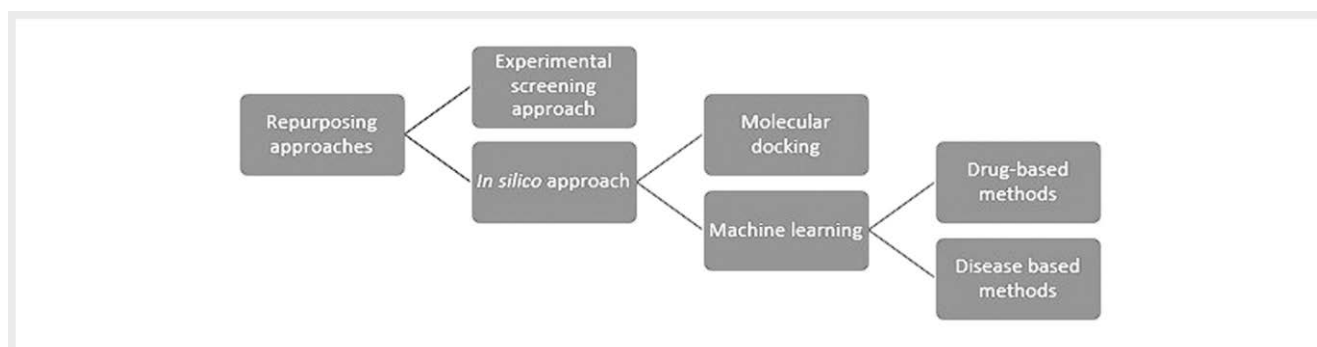 Repurposing
approaches
Experimental
screening
approach
In silico approach
Molecular
docking
Machine learning
Drug-based
methods
Disease based
methods